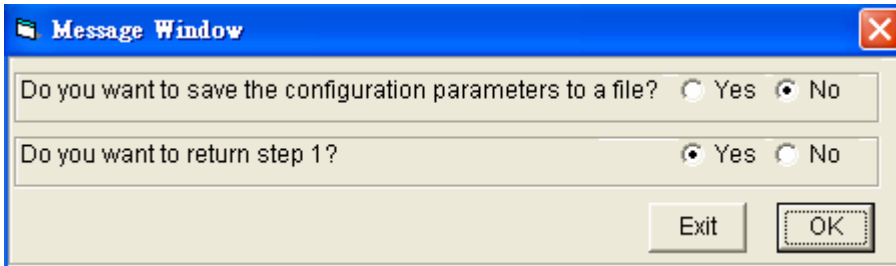 Message Window
Do you want to save the configuration parameters to a file? Yes No
Do you want to return step 1? Yes No
Exit OK